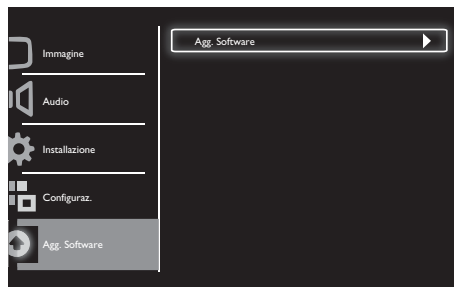 Immagine
Audio
Installazione
Configuraz.
Agg. Software
Agg. Software